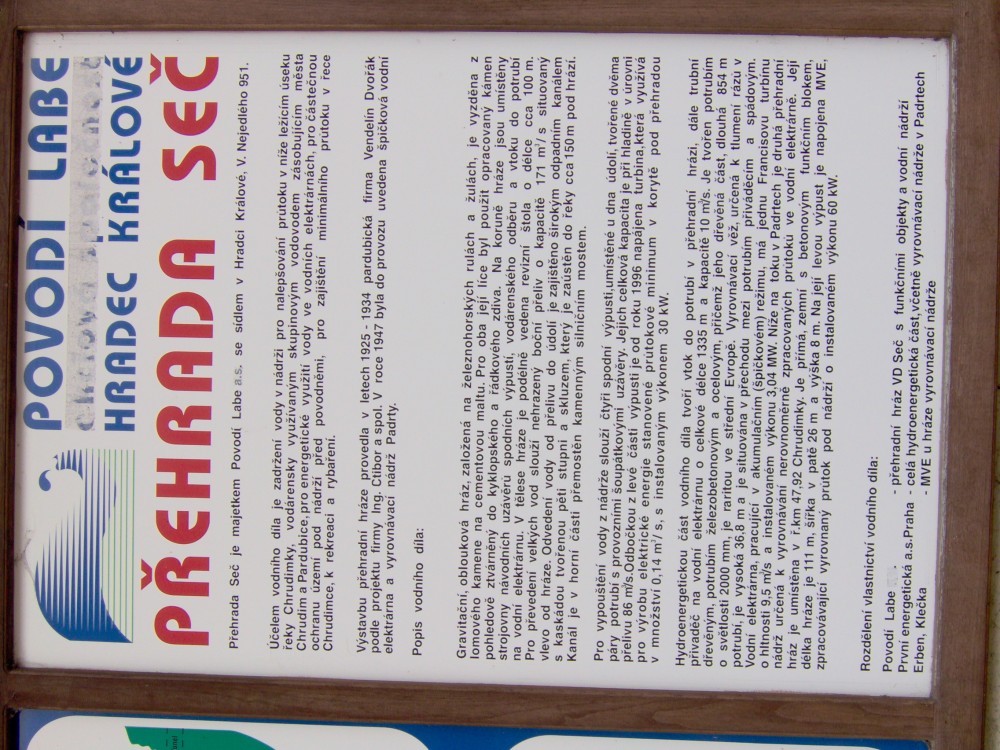 POVODÍ LABE
HRADEC KRÁLOVÉ
PŘEHRADA SEČ
Přehrada Seč je majetkem Povodí Labe a.s. se sídlem v Hradci Králové, V. Nejedlého 951.
Účelem vodního díla je zadržení vody v nádrži pro nalepšování průtoku v níže ležícím úseku
řeky Chrudimky, vodárensky využívaným skupinovým vodovodem zásobujícím města
Chrudim a Pardubice, pro energetické využití vody ve vodních elektrárnách, pro částečnou
ochranu území pod nádrží před povodněmi, pro zajištění minimálního průtoku v řece
Chrudimce, k rekreaci a rybaření.
Výstavbu přehradní hráze provedla v letech 1925 - 1934 pardubická firma Vendelín Dvořák
podle projektu firmy Ing. Ctibor a spol. V roce 1947 byla do provozu uvedena špičková vodní
elektrárna a vyrovnávací nádrž Padrty.
Popis vodního díla:
Gravitační, oblouková hráz, založená na železnohorských rulách a žulách, je vyzděna z
lomového kamene na cementovou maltu. Pro oba její líce byl použit opracovaný kámen
pohledově ztvárněný do kyklopského a řádkového zdiva. Na koruně hráze jsou umístěny
strojovny návodních uzávěrů spodních výpustí, vodárenského odběru a vtoku do potrubí
na vodní elektrárnu. V tělese hráze je podélně vedena revizní štola o délce cca 100 m.
Pro převedení velkých vod slouží nehrazený boční přeliv o kapacitě 171 m³/ s situovaný
vlevo od hráze. Odvedení vody od přelivu do údolí je zajištěno širokým odpadním kanálem
s kaskádou tvořenou pěti stupni a skluzem, který je zaústěn do řeky cca 150 m pod hrází.
Kanál je v horní části přemostěn kamenným silničním mostem.
Pro vypouštění vody z nádrže slouží čtyři spodní výpusti,umístěné u dna údolí, tvořené dvěma
páry potrubí s provozními šoupátkovými uzávěry. Jejich celková kapacita je při hladině v úrovni
přelivu 86 m³/s.Odbočkou z levé části výpusti je od roku 1996 napájena turbína,která využívá
pro výrobu elektrické energie stanovené průtokové minimum v korytě pod přehradou
v množství 0,14 m³/ s, s instalovaným výkonem 30 kW.
Hydroenergetickou část vodního díla tvoří vtok do potrubí v přehradní hrázi, dále trubní
přivaděč na vodní elektrárnu o celkové délce 1335 m a kapacitě 10 m³/s. Je tvořen potrubím
dřevěným, potrubím železobetonovým a ocelovým, přičemž jeho dřevěná část, dlouhá 854 m
o světlosti 2000 mm, je raritou ve střední Evropě. Vyrovnávací věž, určená k tlumení rázů v
potrubí, je vysoká 36,8 m a je situována v přechodu mezi potrubím přiváděcím a spádovým.
Vodní elektrárna, pracující v akumulačním (špičkovém) režimu, má jednu Francisovu turbínu
o hltnosti 9,5 m³/s a instalovaném výkonu 3,04 MW. Níže na toku v Padrtech je druhá přehradní
nádrž určená k vyrovnávání nerovnoměrně zpracovaných průtoků ve vodní elektrárně. Její
hráz je umístěna v ř.km 47,92 Chrudimky. Je přímá, zemní s betonovým funkčním blokem,
délka hráze je 111 m, šířka v patě 26 m a výška 8 m. Na její levou výpust je napojena MVE,
zpracovávající vyrovnaný průtok pod nádrží o instalovaném výkonu 60 kW.
Rozdělení vlastnictví vodního díla:
Povodí Labe - přehradní hráz VD Seč s funkčními objekty a vodní nádrží
První energetická a.s.Praha - celá hydroenergetická část,včetně vyrovnávací nádrže v Padrtech
Erben, Klečka - MVE u hráze vyrovnávací nádrže